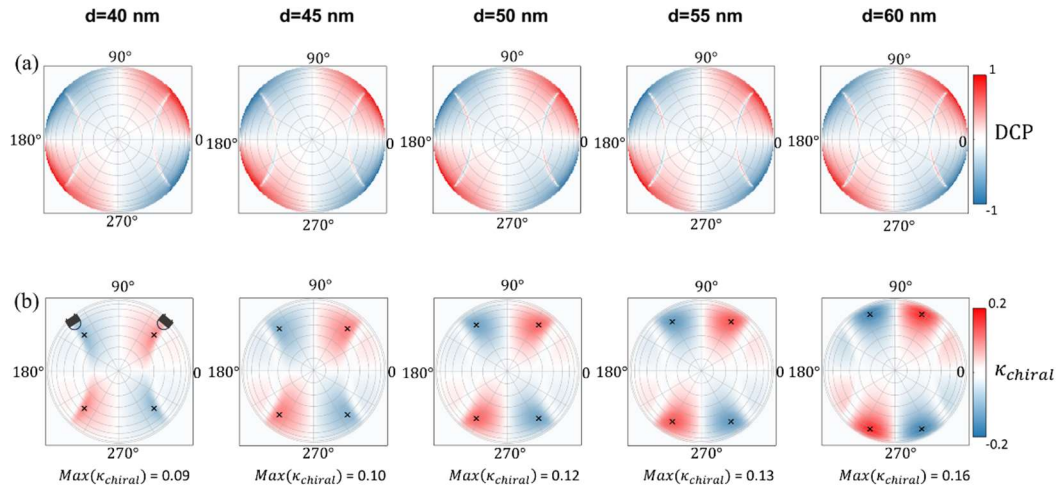 d=40 nm d=45 nm d=50 nm d=55 nm d=60 nm
(a)
90° 90° 90° 90° 90°
180° 0 180° 0 180° 0 180° 0 180° 0
270° 270° 270° 270° 270°
1
DCP
-1
(b)
90° 90° 90° 90° 90°
180° 0 180° 0 180° 0 180° 0 180° 0
270° 270° 270° 270° 270°
0.2
κchiral
-0.2
Max(κchiral) = 0.09 Max(κchiral) = 0.10 Max(κchiral) = 0.12 Max(κchiral) = 0.13 Max(κchiral) = 0.16